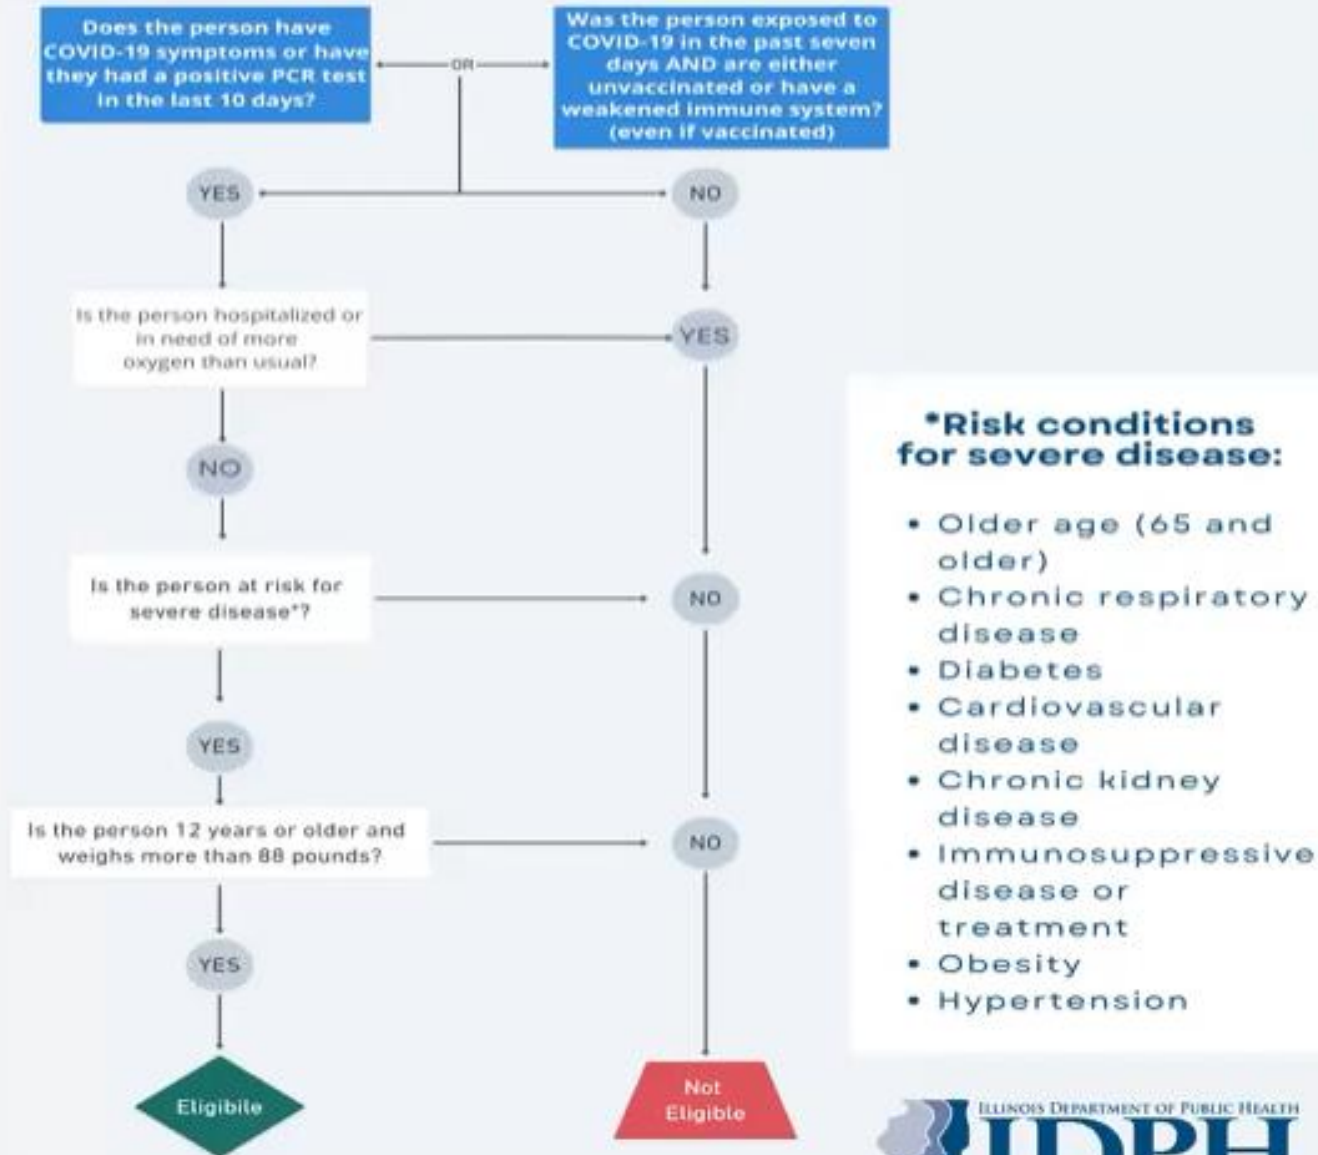 Does the person have
COVID-19 symptoms or have
they had a positive PCR test
in the last 10 days?
OR
Was the person exposed to
COVID-19 in the past seven
days AND are either
unvaccinated or have a
weakened immune system?
(even if vaccinated)
YES
NO
Is the person hospitalized or
in need of more
oxygen than usual?
YES
NO
Is the person at risk for
severe disease*?
NO
YES
Is the person 12 years or older and
weighs more than 88 pounds?
NO
YES
Eligibile
Not
Eligible
*Risk conditions
for severe disease:
• Older age (65 and
older)
• Chronic respiratory
disease
• Diabetes
• Cardiovascular
disease
• Chronic kidney
disease
• Immunosuppressive
disease or
treatment
• Obesity
• Hypertension
ILLINOIS DEPARTMENT OF PUBLIC HEALTH
IDPH